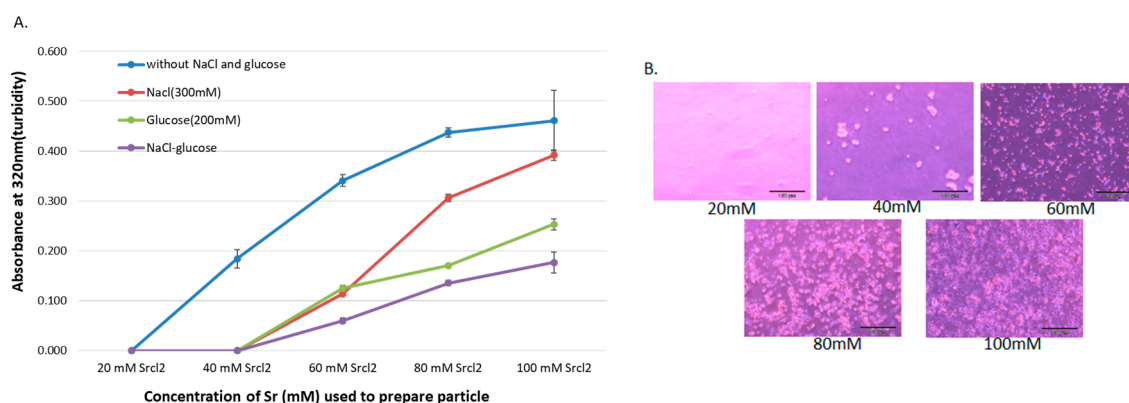 A.
0.600
0.500
0.400
0.300
0.200
0.100
0.000
Absorbance at 320nm(turbidity)
without NaCl and glucose
Nacl(300mM)
Glucose(200mM)
NaCl-glucose
20 mM Srcl2
40 mM Srcl2
60 mM Srcl2
80 mM Srcl2
100 mM Srcl2
Concentration of Sr (mM) used to prepare particle
B.
20mM
40mM
60mM
80mM
100mM